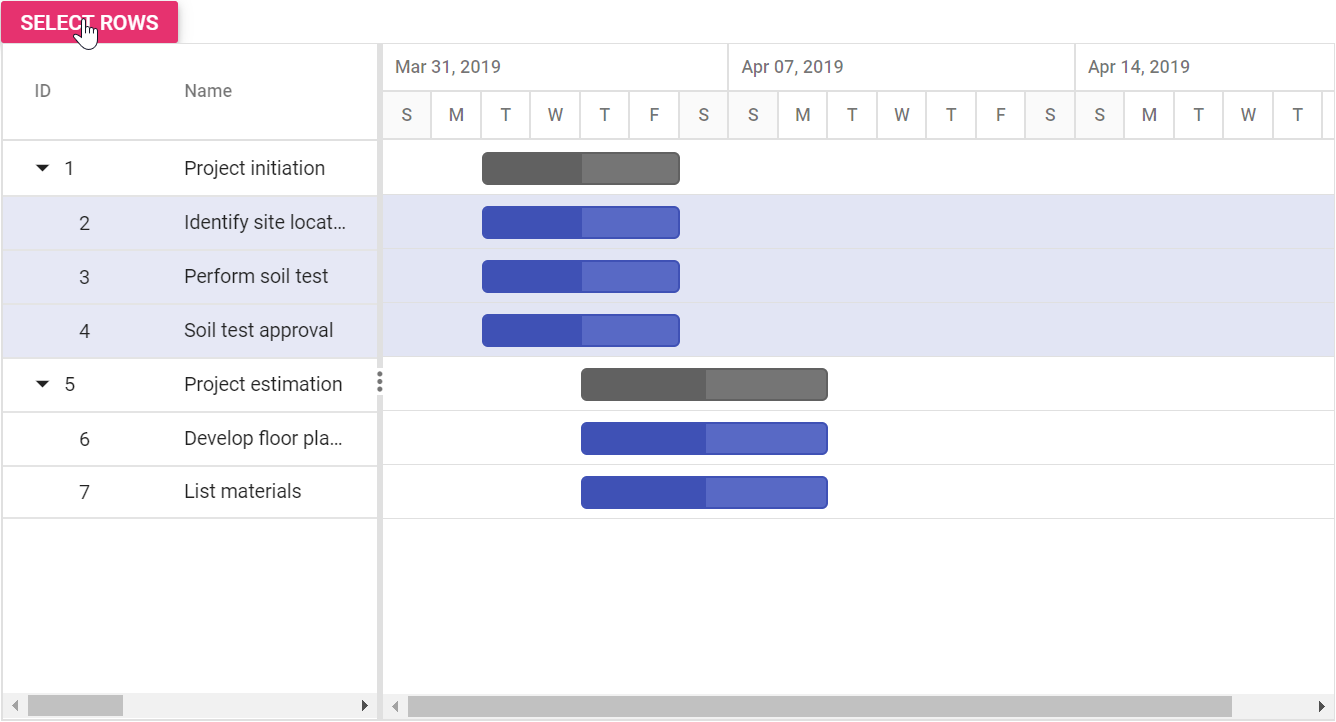 SELECT ROWS
ID Name
Mar 31, 2019 Apr 07, 2019 Apr 14, 2019
S M T W T F S S M T W T F S S M T W T
1 Project initiation
2 Identify site locat...
3 Perform soil test
4 Soil test approval
5 Project estimation
6 Develop floor pla...
7 List materials